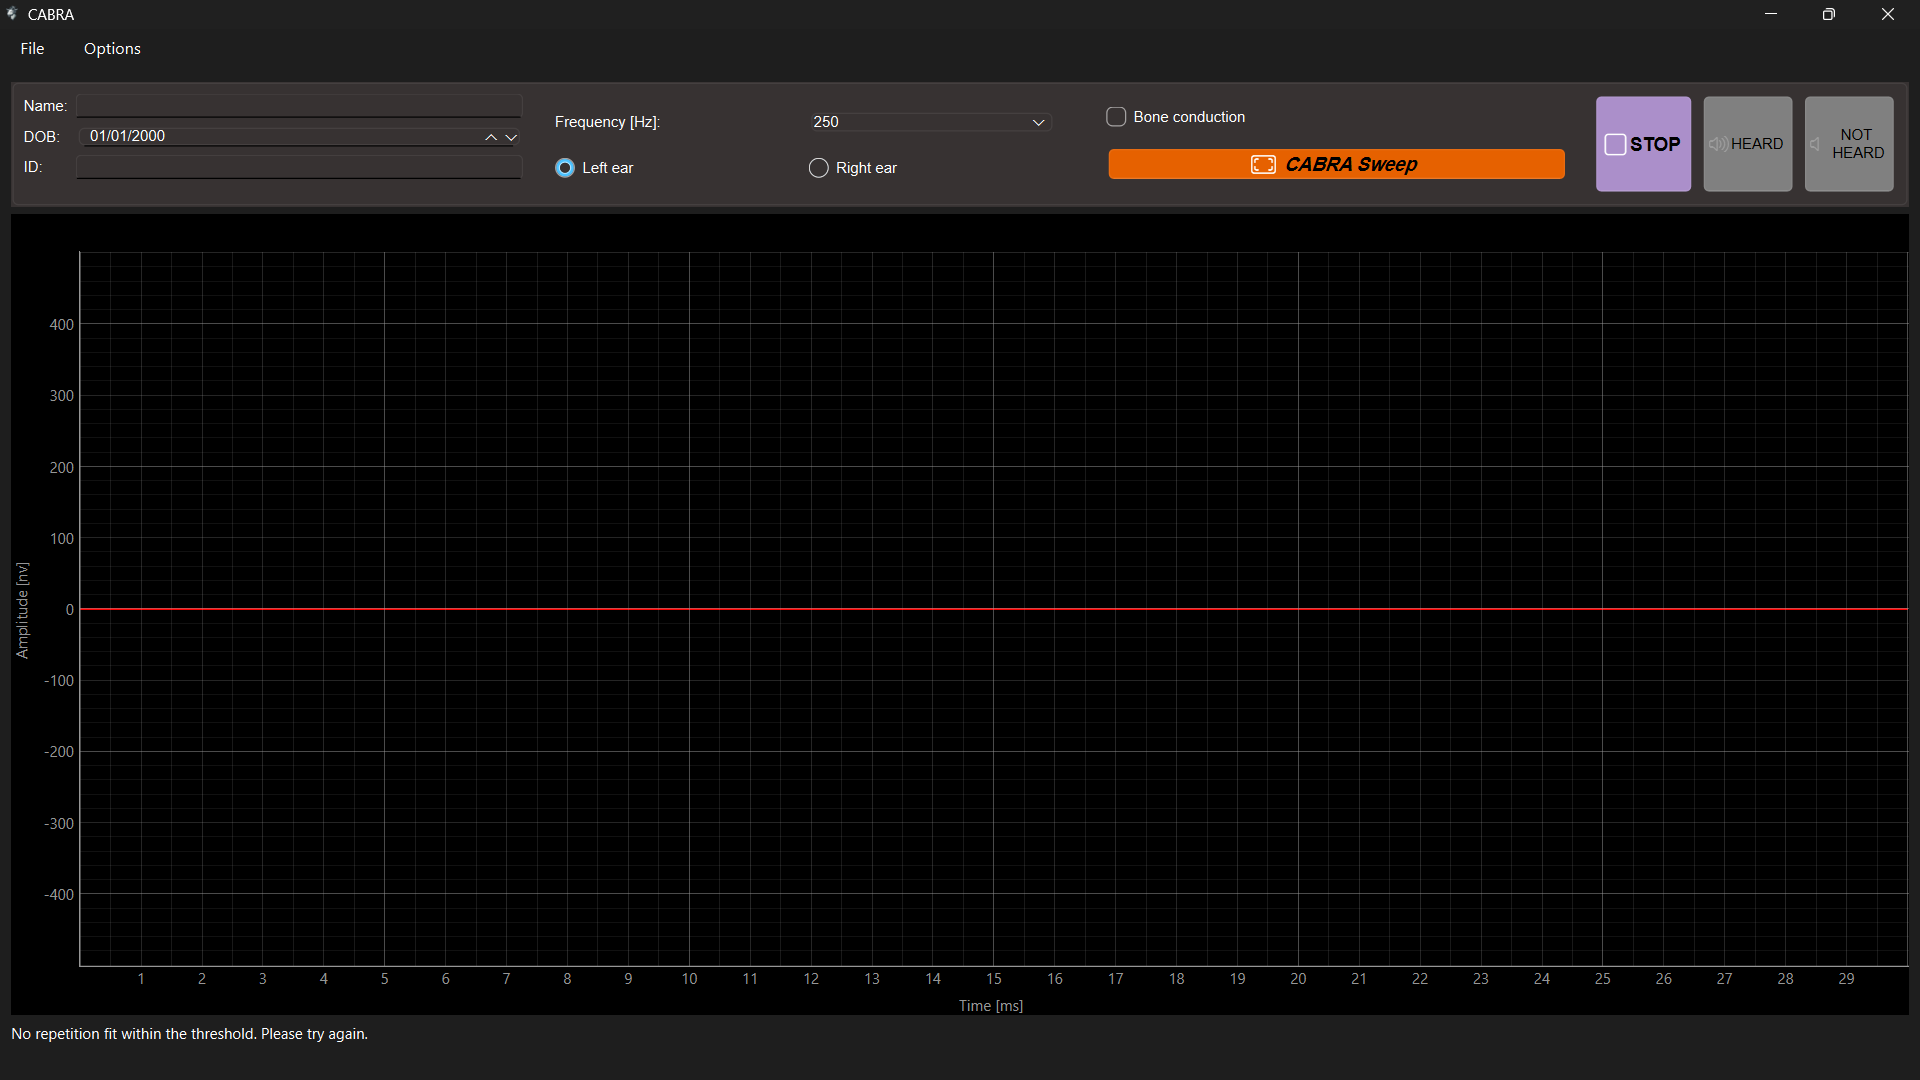 CABRA
File Options
Name:
DOB: 01/01/2000
ID:
Frequency [Hz]: 250
Left ear Right ear
Bone conduction
CABRA Sweep
STOP
HEARD
NOT
HEARD
400
300
200
100
0
-100
-200
-300
-400
Amplitude [nv]
1 2 3 4 5 6 7 8 9 10 11 12 13 14 15 16 17 18 19 20 21 22 23 24 25 26 27 28 29
Time [ms]
No repetition fit within the threshold. Please try again.